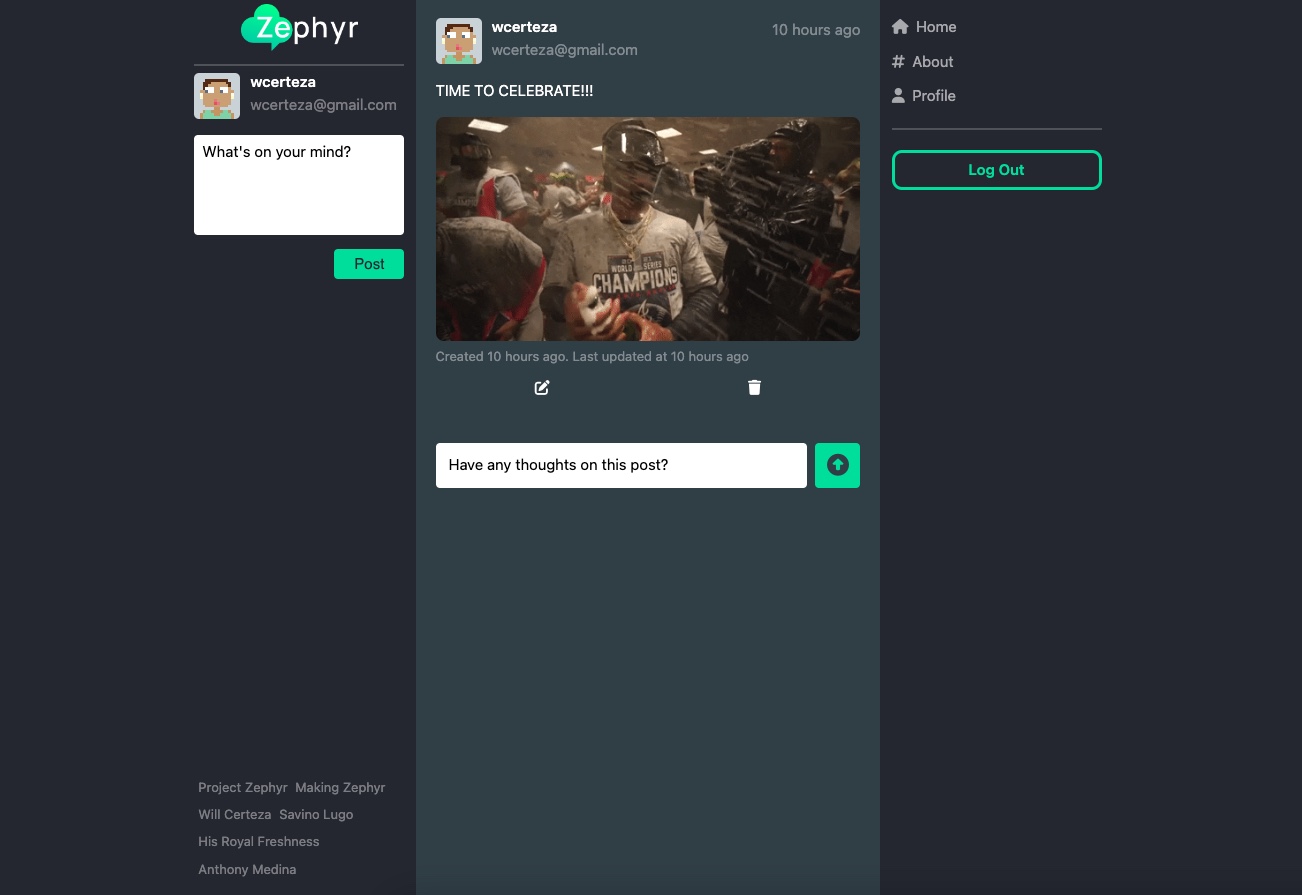 Zephyr
wcerteza
wcerteza@gmail.com
What's on your mind?
Post
Project Zephyr Making Zephyr
Will Certeza Savino Lugo
His Royal Freshness
Anthony Medina
wcerteza
10 hours ago
wcerteza@gmail.com
TIME TO CELEBRATE!!!
WORLD SERIES
CHAMPIONS
Created 10 hours ago. Last updated at 10 hours ago
Have any thoughts on this post?
Home
# About
Profile
Log Out